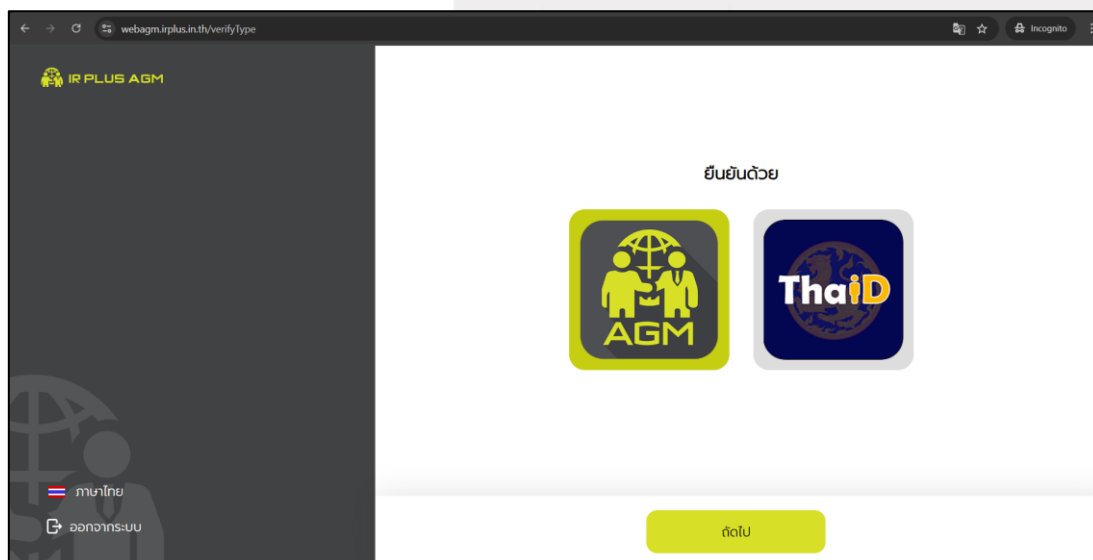 webagm.irplus.in.th/verifyType
Incognito
IR PLUS AGM
ยืนยันด้วย
AGM
ThaiD
ภาษาไทย
ออกจากระบบ
ถัดไป